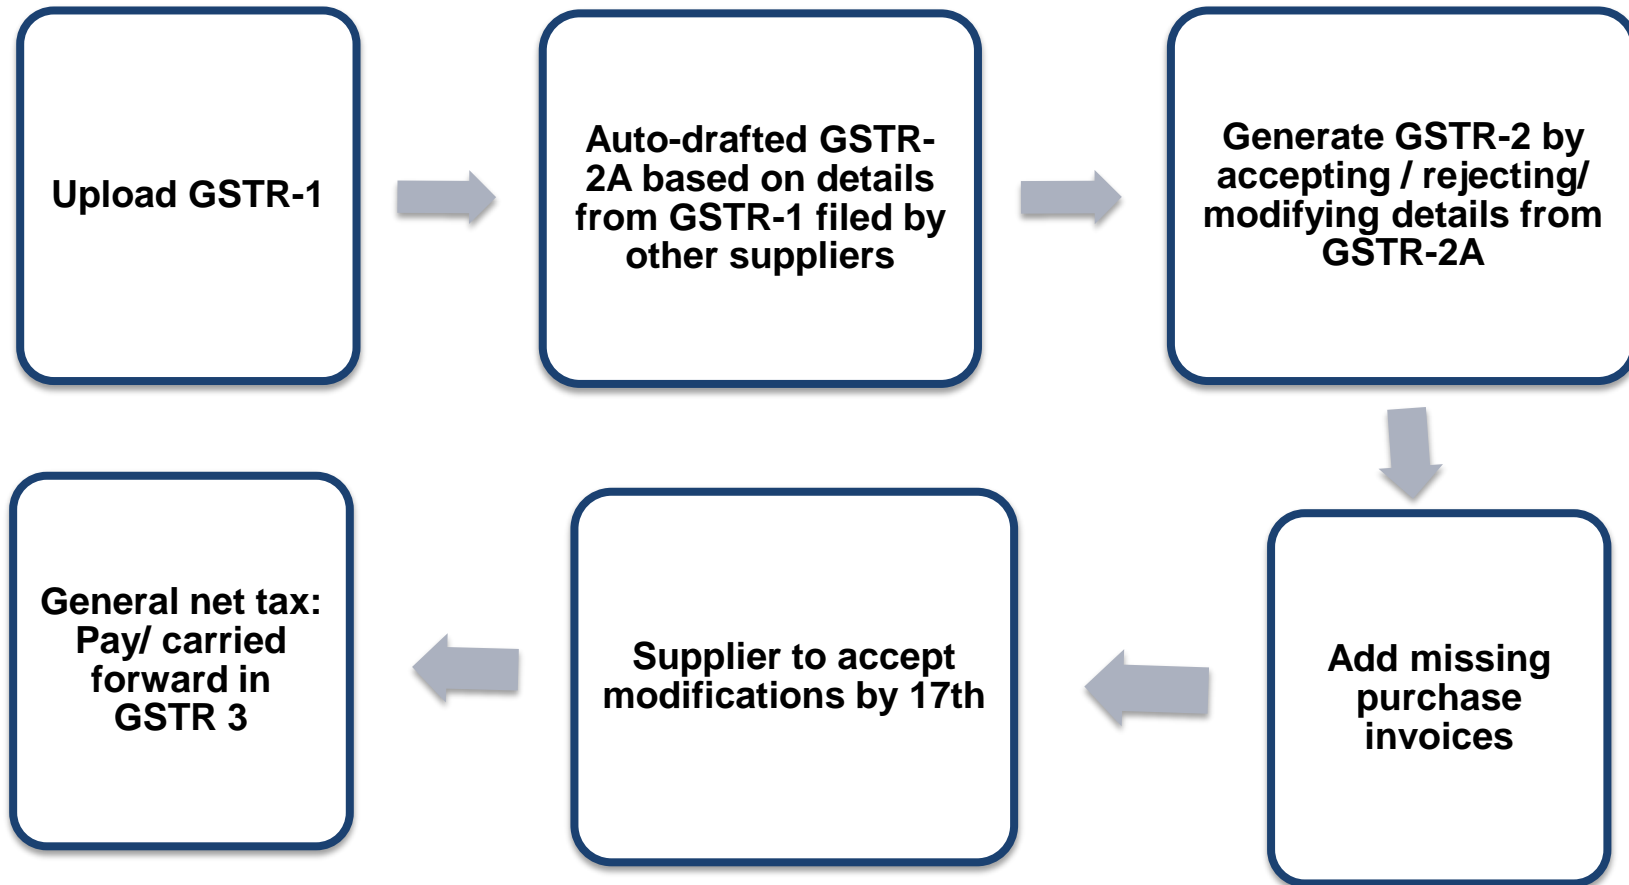 Upload GSTR-1
Auto-drafted GSTR-
2A based on details
from GSTR-1 filed by
other suppliers
Generate GSTR-2 by
accepting / rejecting/
modifying details from
GSTR-2A
Add missing
purchase
invoices
Supplier to accept
modifications by 17th
General net tax:
Pay/ carried
forward in
GSTR 3